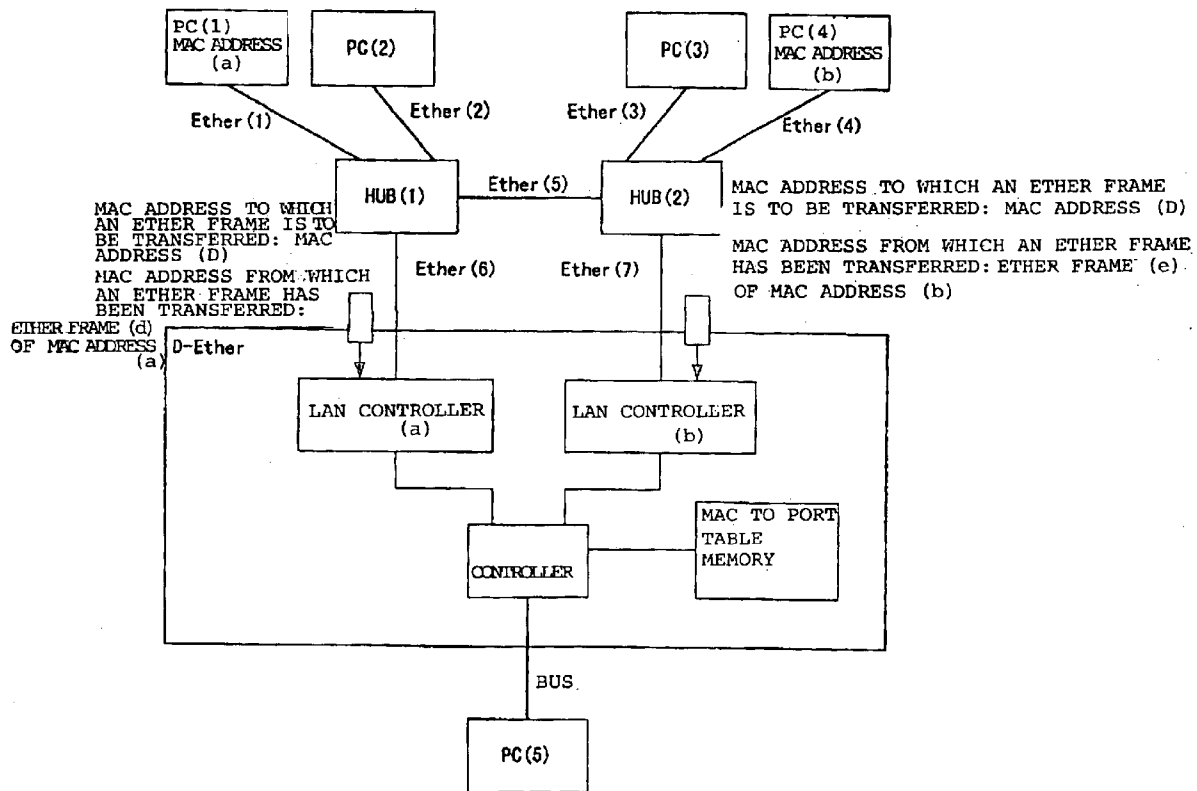 PC(1)
MAC ADDRESS
(a)
PC(2)
PC(3)
PC(4)
MAC ADDRESS
(b)
Ether(1)
Ether(2)
Ether(3)
Ether(4)
HUB(1)
Ether(5)
HUB(2)
MAC ADDRESS TO WHICH
AN ETHER FRAME IS TO
BE TRANSFERRED: MAC
ADDRESS (D)
MAC ADDRESS FROM WHICH
AN ETHER FRAME HAS
BEEN TRANSFERRED:
ETHER FRAME (d)
OF MAC ADDRESS
(a)
MAC ADDRESS TO WHICH AN ETHER FRAME
IS TO BE TRANSFERRED: MAC ADDRESS (D)
MAC ADDRESS FROM WHICH AN ETHER FRAME
HAS BEEN TRANSFERRED: ETHER FRAME (e)
OF MAC ADDRESS (b)
Ether(6)
Ether(7)
D-Ether
LAN CONTROLLER
(a)
LAN CONTROLLER
(b)
CONTROLLER
MAC TO PORT
TABLE
MEMORY
BUS
PC(5)